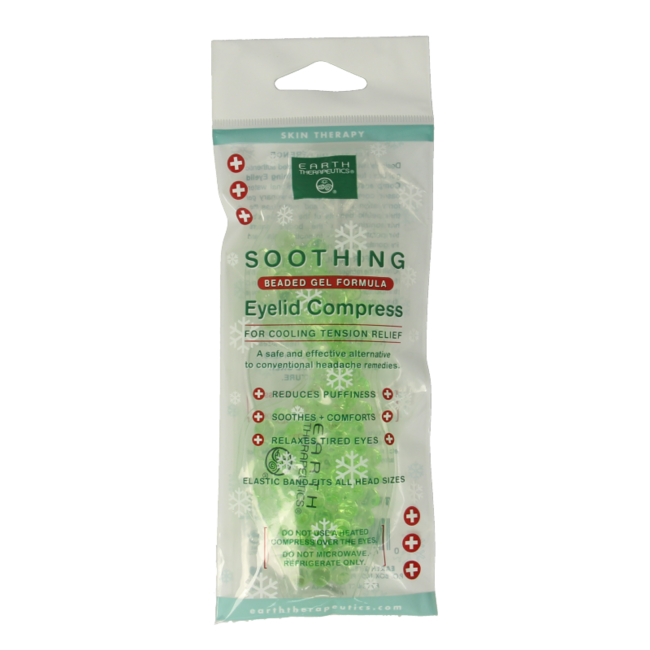 SKIN THERAPY
EARTH
THERAPEUTICS®
SOOTHING
BEADED GEL FORMULA
Eyelid Compress
FOR COOLING TENSION RELIEF
A safe and effective alternative
to conventional headache remedies.
REDUCES PUFFINESS
SOOTHES + COMFORTS
RELAXES TIRED EYES
EARTH
THERAPEUTICS®
ELASTIC BAND FITS ALL HEAD SIZES
DO NOT USE A HEATED
COMPRESS OVER THE EYES.
DO NOT MICROWAVE.
REFRIGERATE ONLY.
earththerapeutics.com